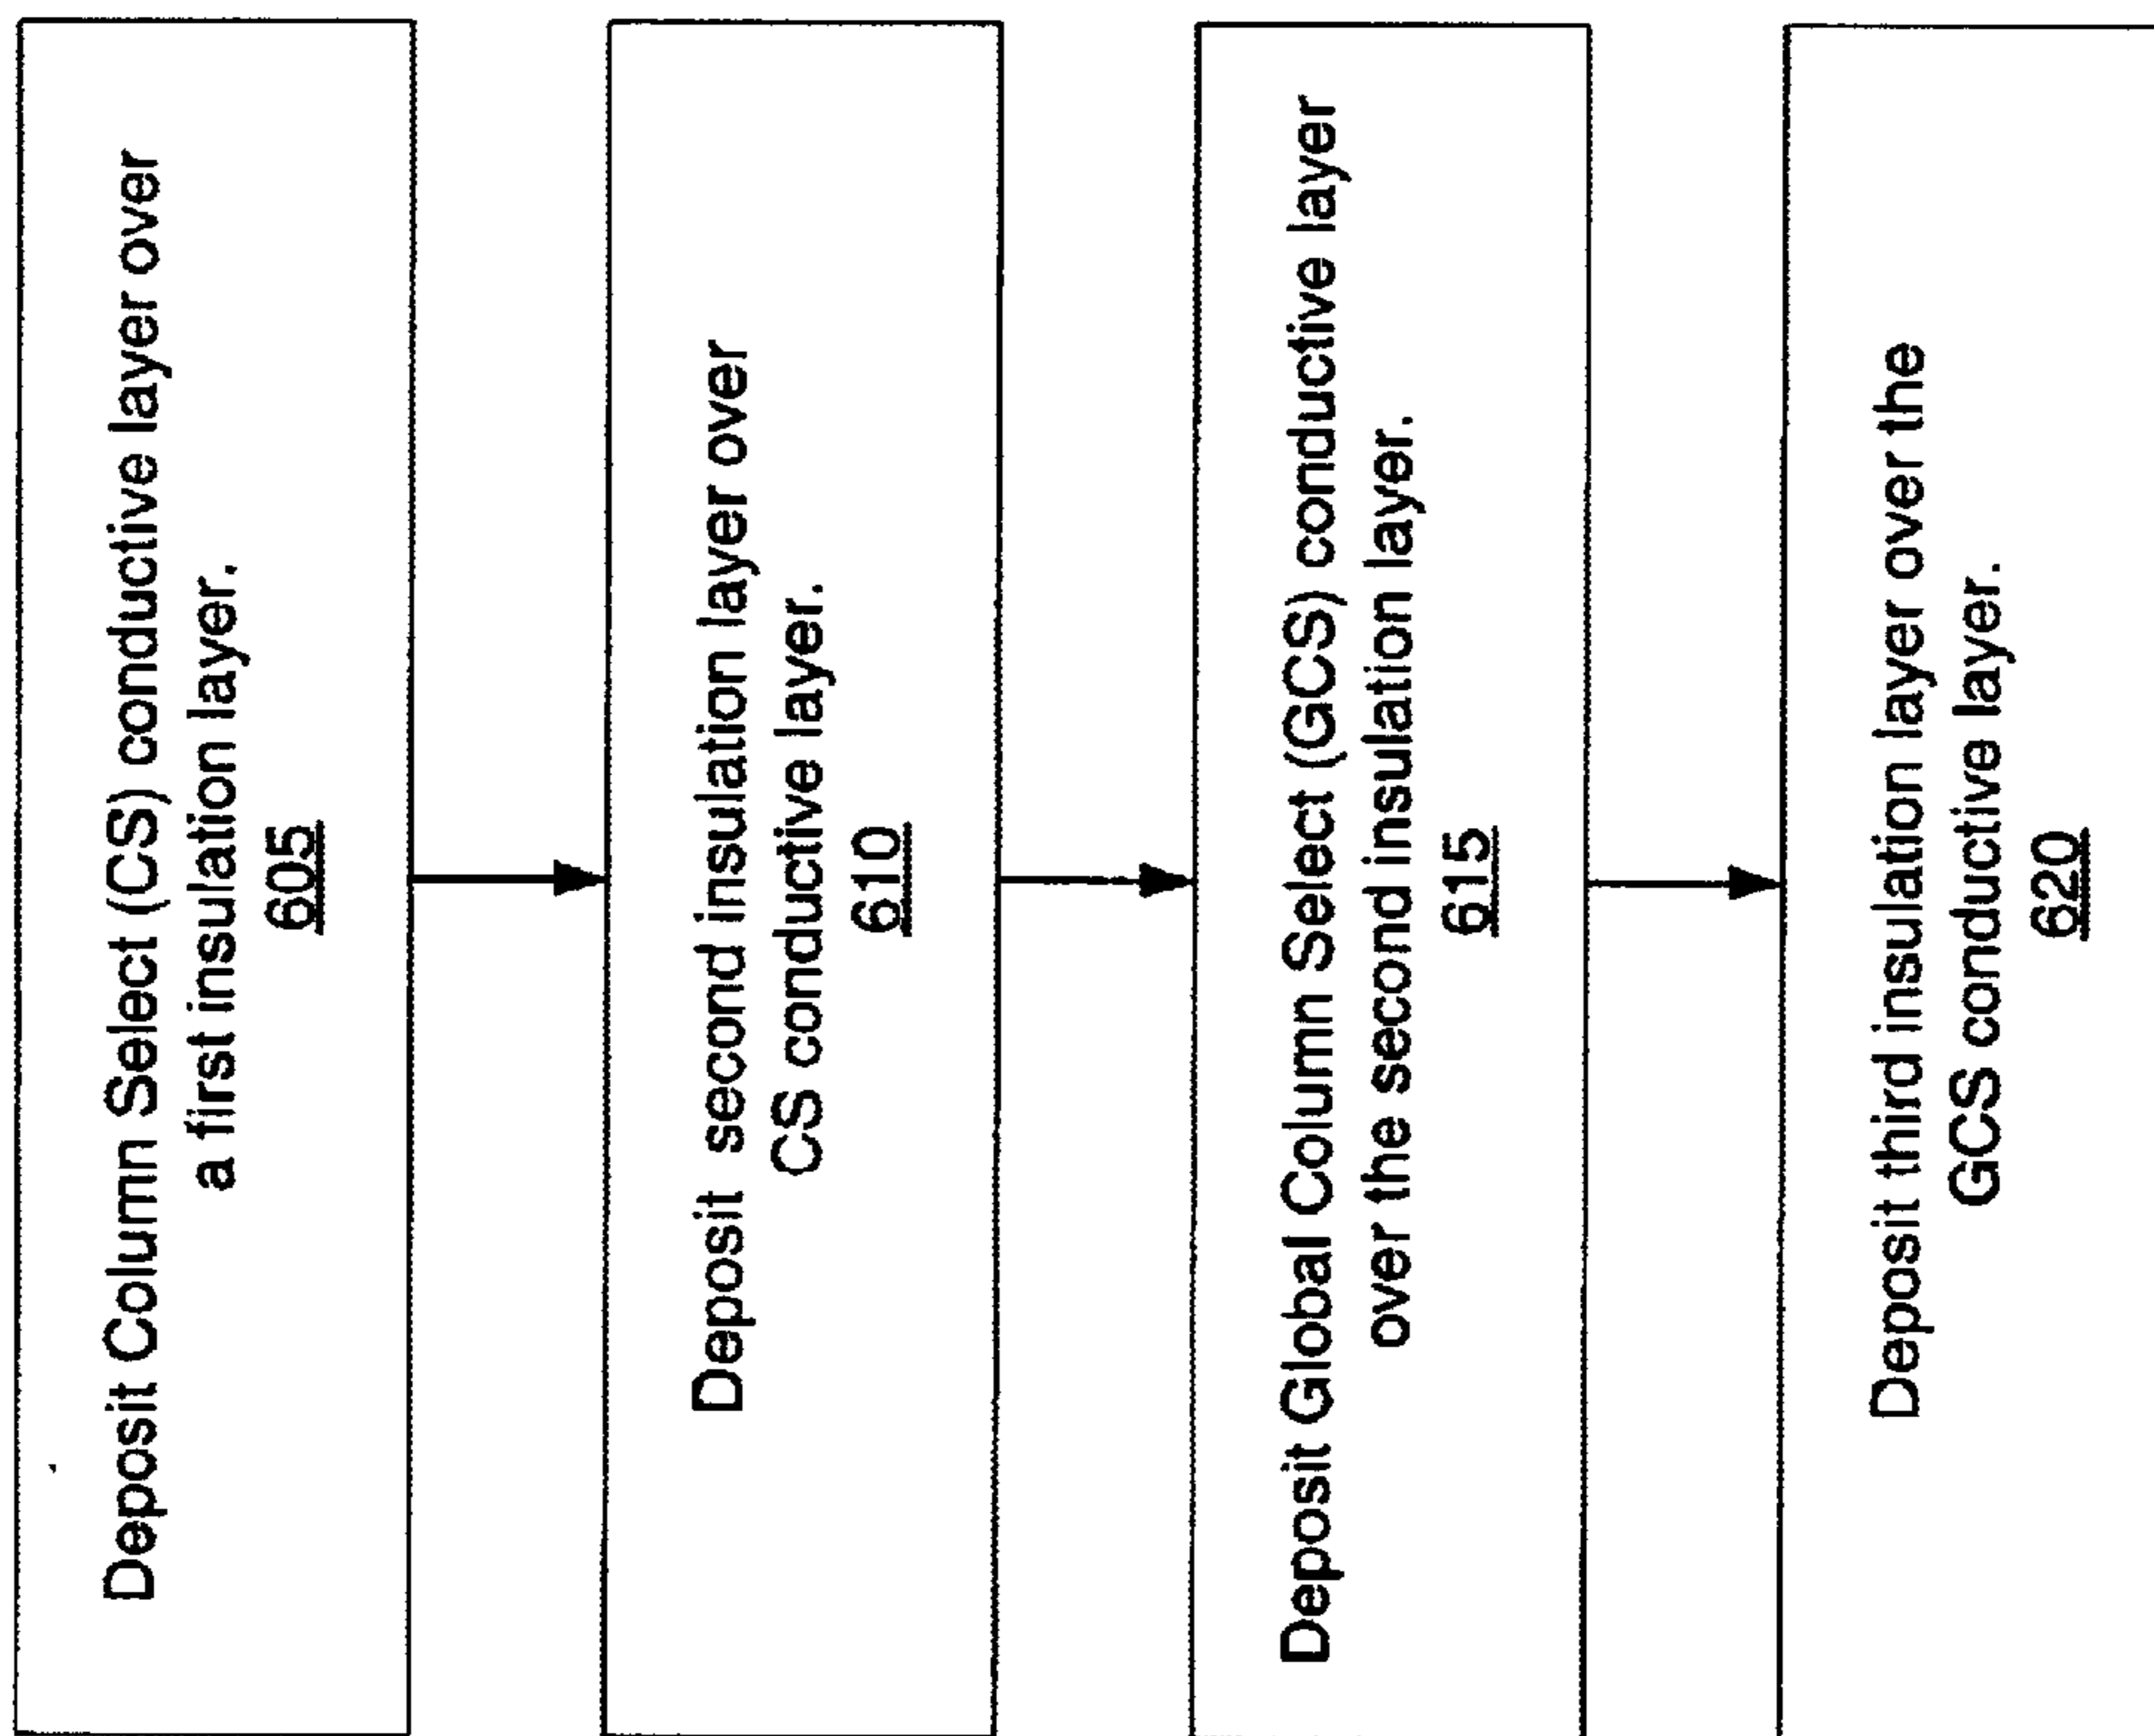 Deposit Column Select (CS) conductive layer over
a first insulation layer.
605
Deposit second insulation layer over
CS conductive layer.
610
Deposit Global Column Select (GCS) conductive layer
over the second insulation layer.
615
Deposit third insulation layer over the
GCS conductive layer.
620